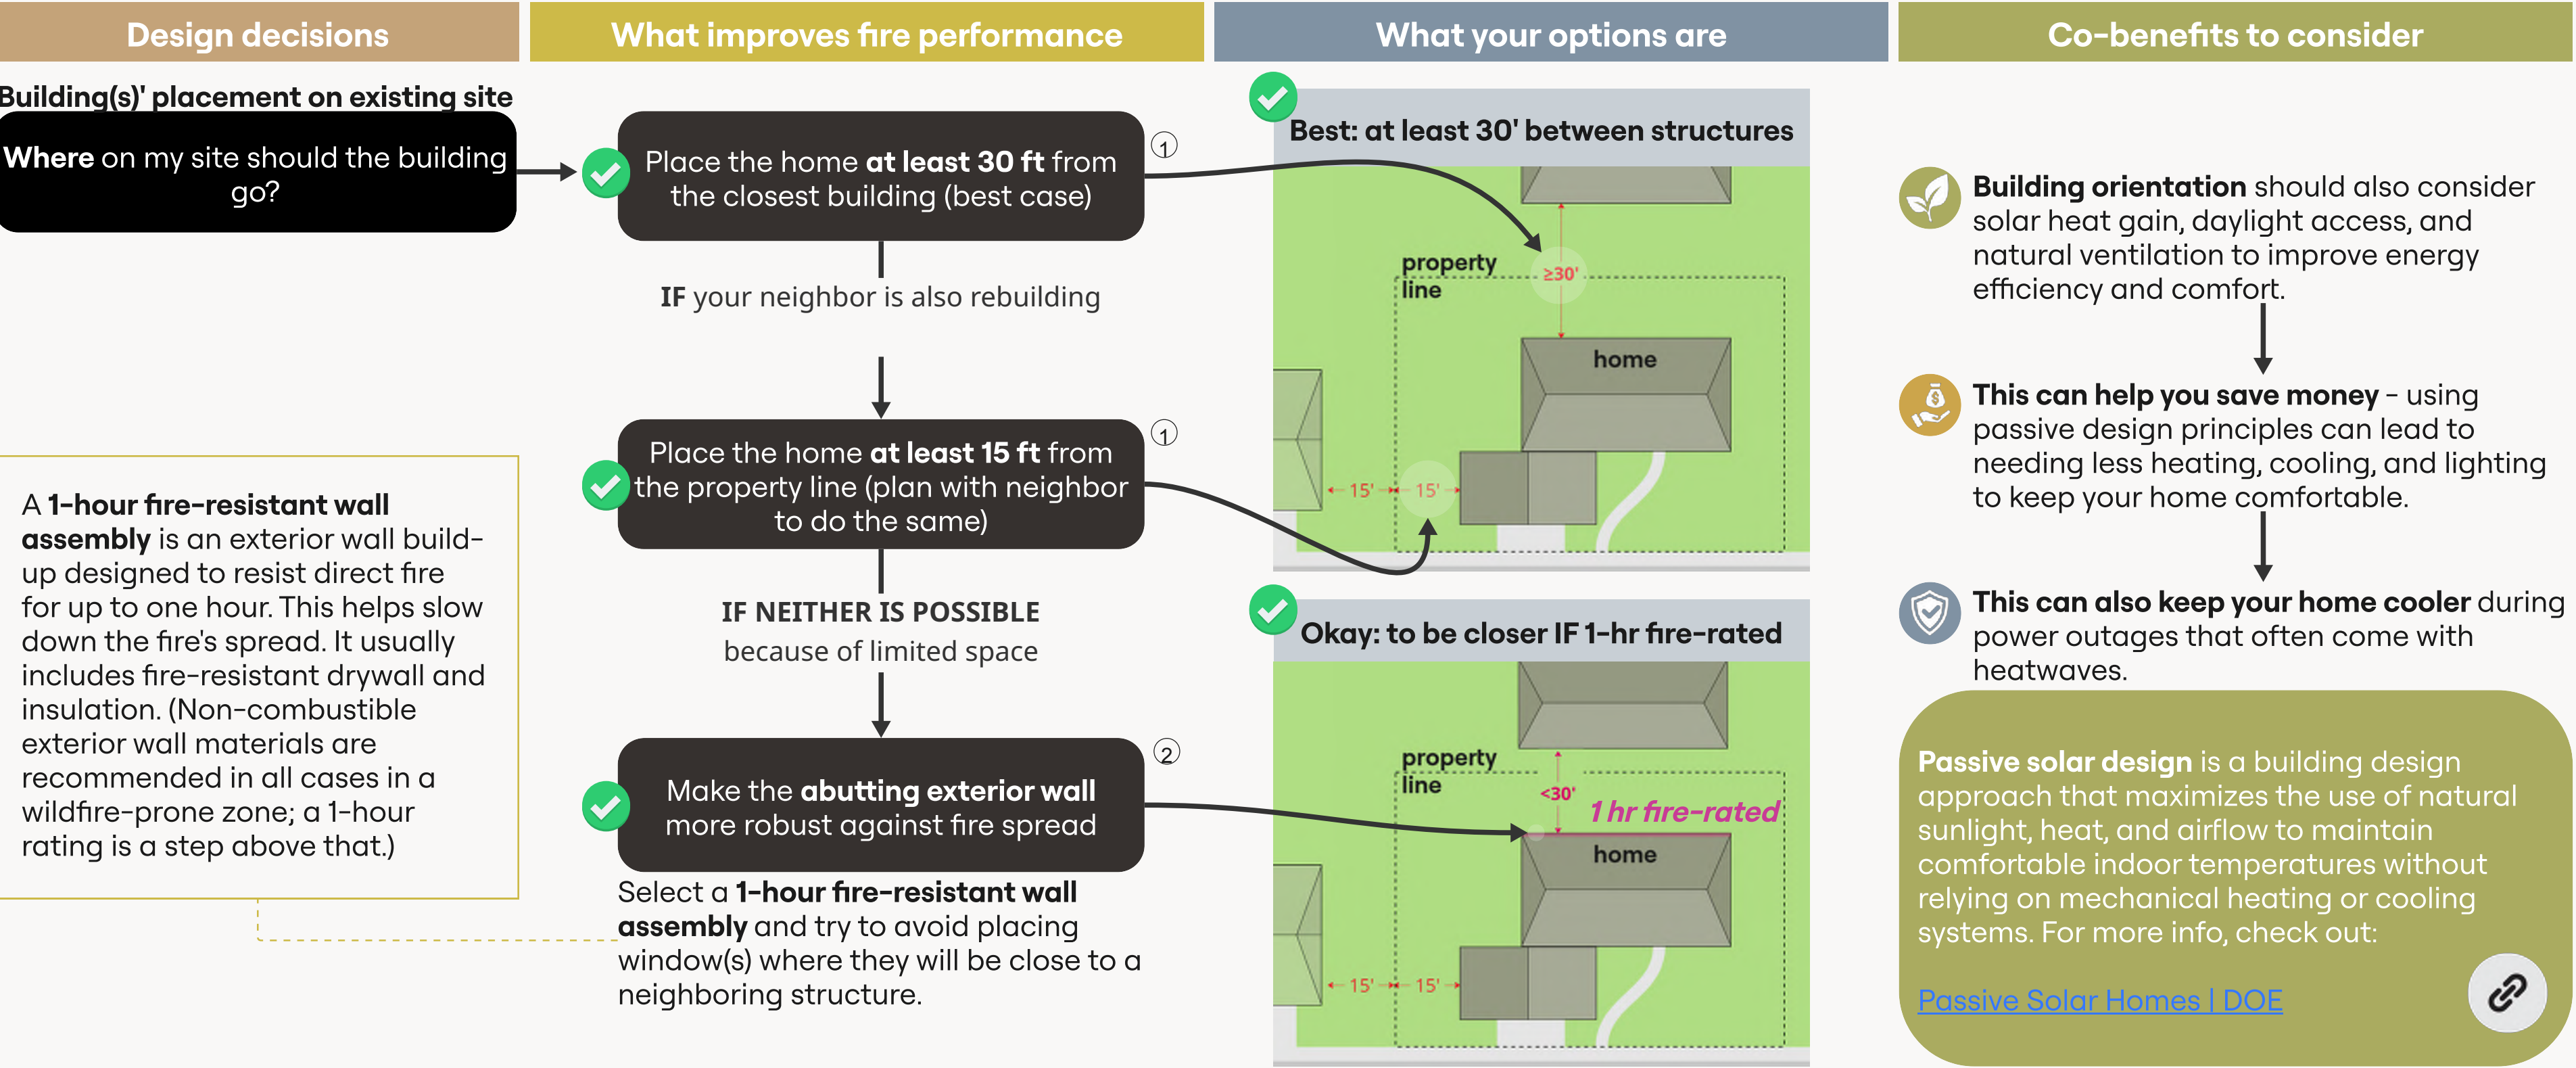 Design decisions
What improves fire performance
What your options are
Co-benefits to consider
Building(s)' placement on existing site
Where on my site should the building
go?
A 1-hour fire-resistant wall
assembly is an exterior wall build-
up designed to resist direct fire
for up to one hour. This helps slow
down the fire's spread. It usually
includes fire-resistant drywall and
insulation. (Non-combustible
exterior wall materials are
recommended in all cases in a
wildfire-prone zone; a 1-hour
rating is a step above that.)
Place the home at least 30 ft from
the closest building (best case)
1
IF your neighbor is also rebuilding
Place the home at least 15 ft from
the property line (plan with neighbor
to do the same)
1
IF NEITHER IS POSSIBLE
because of limited space
Make the abutting exterior wall
more robust against fire spread
2
Select a 1-hour fire-resistant wall
assembly and try to avoid placing
window(s) where they will be close to a
neighboring structure.
Best: at least 30' between structures
property
line
≥30'
home
15'
15'
Okay: to be closer IF 1-hr fire-rated
property
line
<30'
1 hr fire-rated
home
15'
15'
Building orientation should also consider
solar heat gain, daylight access, and
natural ventilation to improve energy
efficiency and comfort.
This can help you save money - using
passive design principles can lead to
needing less heating, cooling, and lighting
to keep your home comfortable.
This can also keep your home cooler during
power outages that often come with
heatwaves.
Passive solar design is a building design
approach that maximizes the use of natural
sunlight, heat, and airflow to maintain
comfortable indoor temperatures without
relying on mechanical heating or cooling
systems. For more info, check out:
Passive Solar Homes | DOE